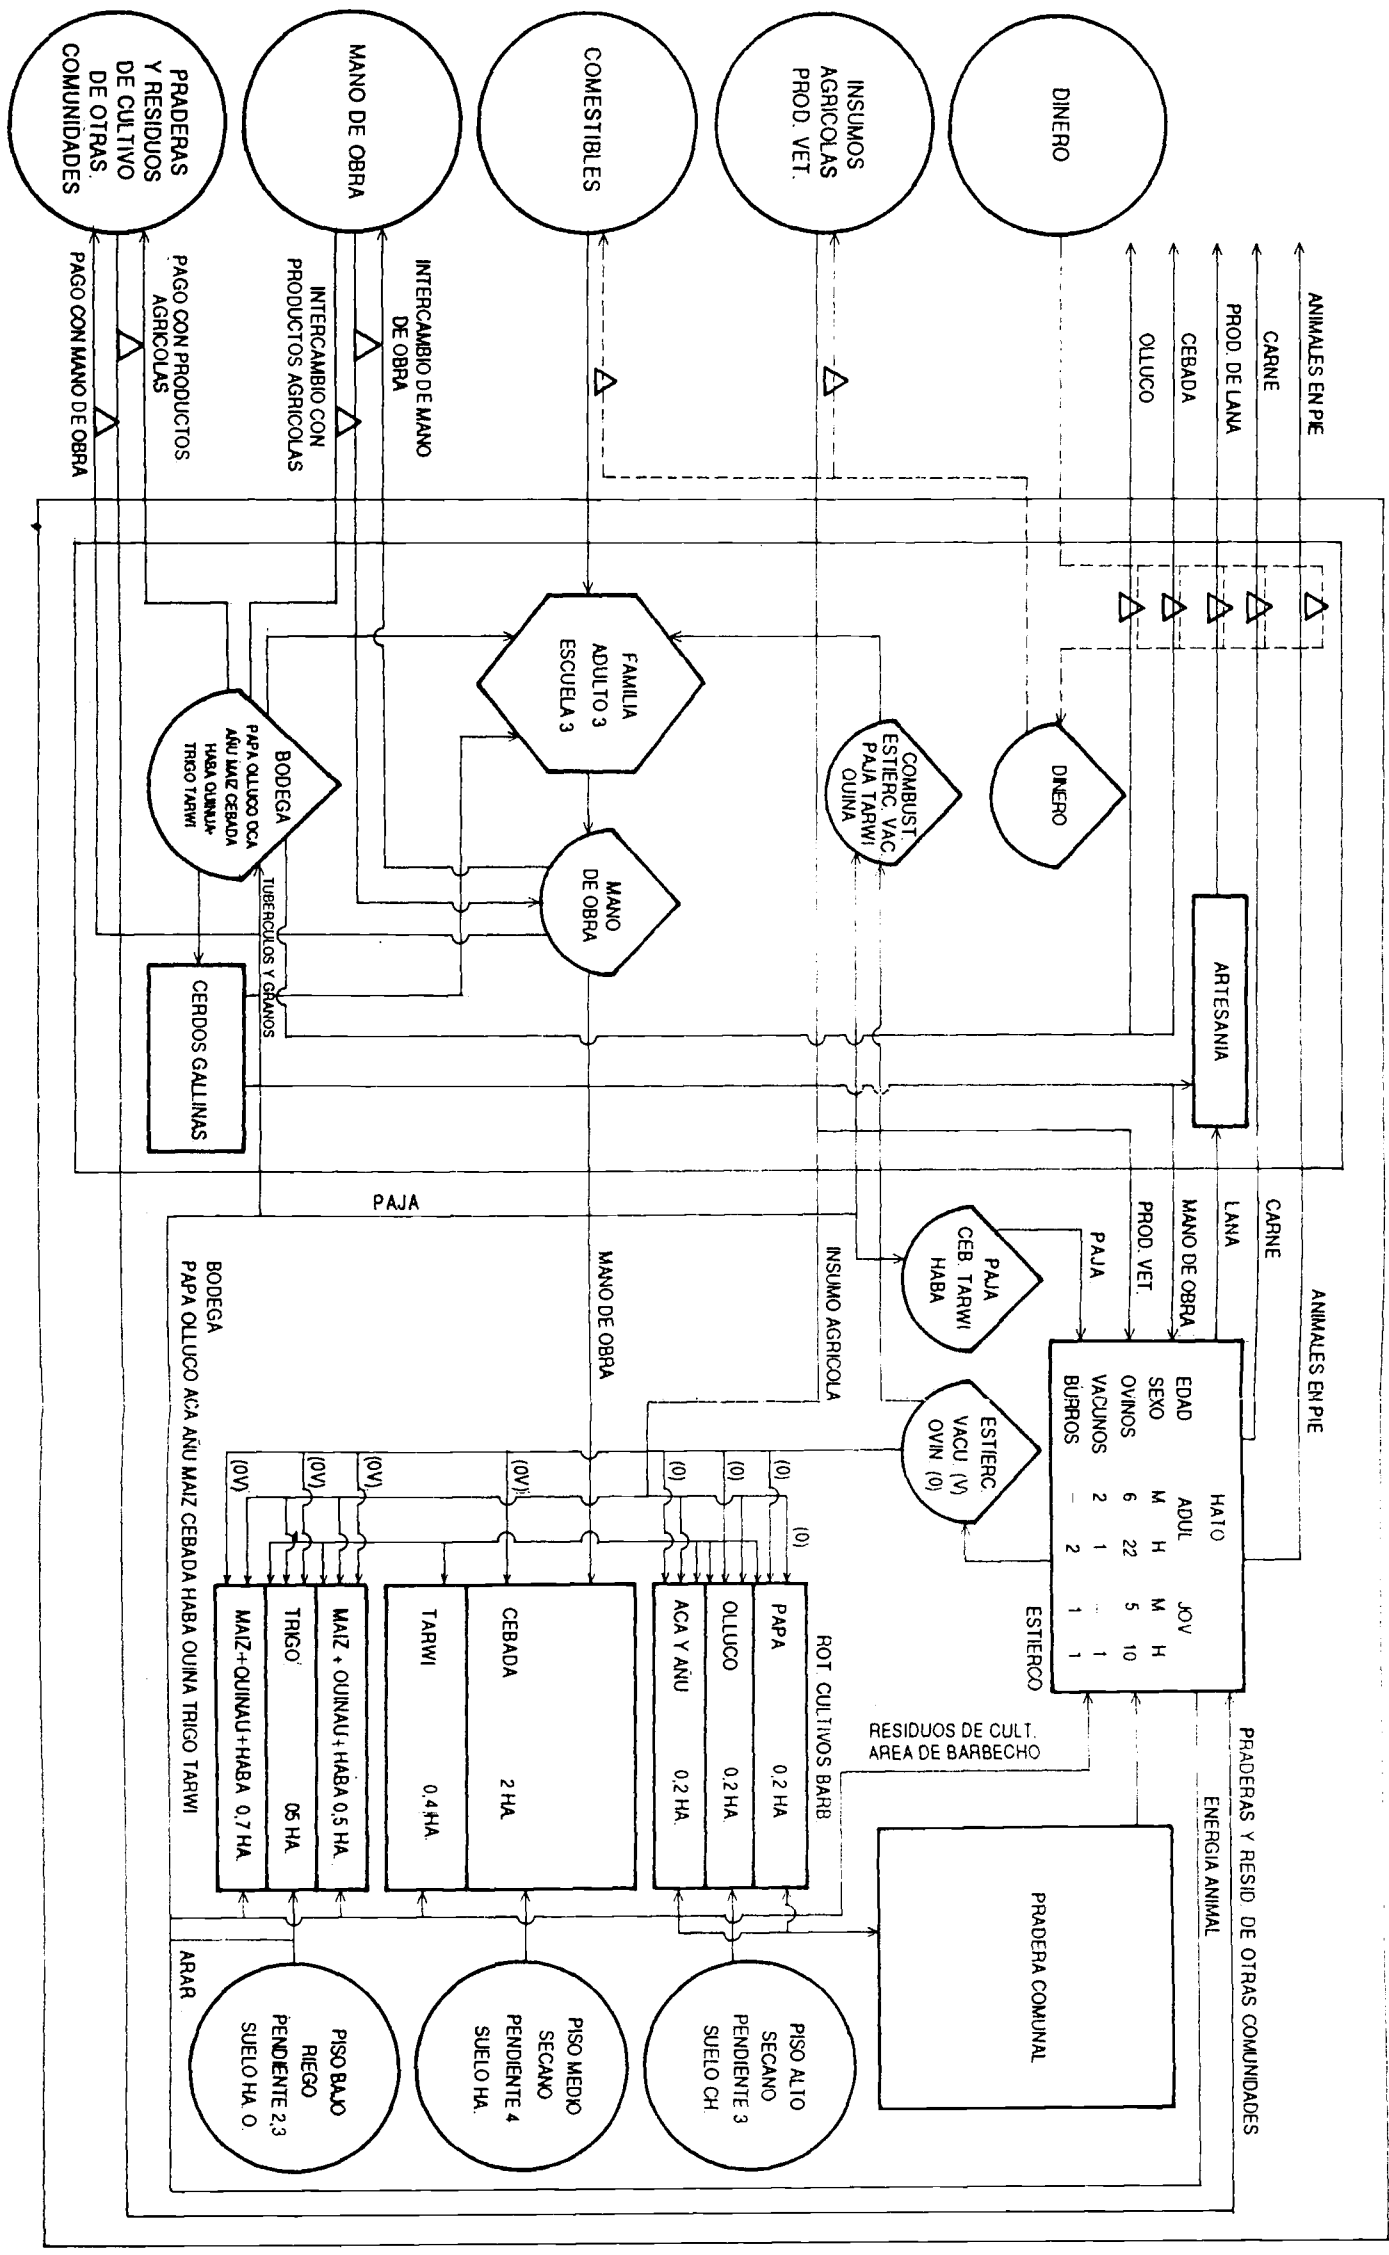 PRADERAS
Y RESIDUOS
DE CULTIVO
DE OTRAS.
COMUNIDADES
MANO DE OBRA
COMESTIBLES
INSUMOS
AGRICOLAS
PROD. VET.
DINERO
PAGO CON MANO DE OBRA
PAGO CON PRODUCTOS
AGRICOLAS
INTERCAMBIO CON
PRODUCTOS AGRICOLAS
INTERCAMBIO DE MANO
DE OBRA
OLLUCO
CEBADA
PROD. DE LANA
CARNE
ANIMALES EN PIE
FAMILIA
ADULTO 3
ESCUELA 3
BODEGA
PAPA OLLUCO OCA
AÑU MAIZ CEBADA
HABA QUINUA
TRIGO TARWI
TUBERCULOS Y GRANOS
MANO
DE OBRA
COMBUST.
ESTIERC. VAC.
PAJA TARWI
QUINA
DINERO
CERDOS GALLINAS
ARTESANIA
PAJA
BODEGA
PAPA OLLUCO ACA AÑU MAIZ CEBADA HABA QUINA TRIGO TARWI
MANO DE OBRA
INSUMO AGRICOLA
PAJA
CEB. TARWI
HABA
PAJA
PROD. VET.
MANO DE OBRA
LANA
CARNE
ANIMALES EN PIE
ESTIERC.
VACU. (V)
OVIN (0)
HATO
EDAD ADUL JOV
SEXO M H M H
OVINOS 6 22 5 10
VACUNOS 2 1 - 1
BURROS - 2 1 1
ESTIERCO
(0V)
(0V)
(0V)
(0V)
(0)
(0)
(0)
(0)
ROT. CULTIVOS BARB
PAPA 0,2 HA.
OLLUCO 0,2 HA.
ACA Y AÑU 0,2 HA.
CEBADA 2 HA.
TARWI 0,4 HA.
MAIZ + QUINAU + HABA 0,5 HA.
TRIGO 05 HA.
MAIZ+QUINAU+HABA 0,7 HA.
RESIDUOS DE CULT.
AREA DE BARBECHO
ENERGIA ANIMAL
PRADERAS Y RESID. DE OTRAS COMUNIDADES
PRADERA COMUNAL
ARAR
PISO ALTO
SECANO
PENDIENTE 3
SUELO CH.
PISO MEDIO
SECANO
PENDIENTE 4
SUELO HA.
PISO BAJO
RIEGO
PENDIENTE 2,3
SUELO HA. O.